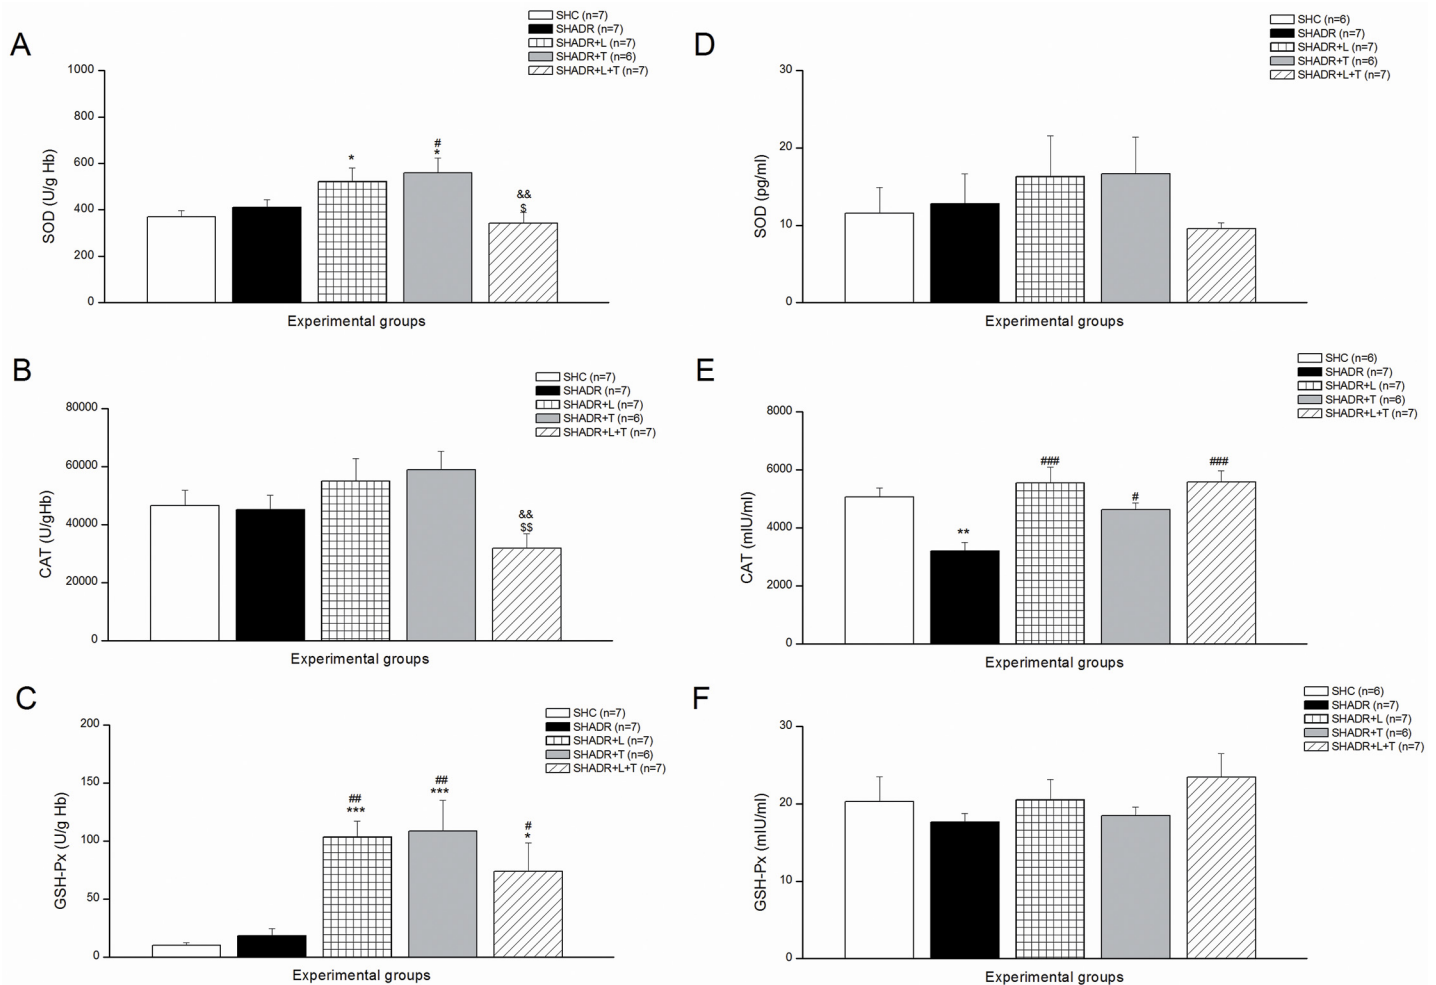 A
SHC (n=7)
SHADR (n=7)
SHADR+L (n=7)
SHADR+T (n=6)
SHADR+L+T (n=7)
1000
800
600
400
200
0
SOD (U/g Hb)
*
#
*
&&
$
Experimental groups
D
SHC (n=6)
SHADR (n=7)
SHADR+L (n=7)
SHADR+T (n=6)
SHADR+L+T (n=7)
30
20
10
0
SOD (pg/ml)
Experimental groups
B
SHC (n=7)
SHADR (n=7)
SHADR+L (n=7)
SHADR+T (n=6)
SHADR+L+T (n=7)
80000
60000
40000
20000
0
CAT (U/gHb)
&&
$$
Experimental groups
E
SHC (n=6)
SHADR (n=7)
SHADR+L (n=7)
SHADR+T (n=6)
SHADR+L+T (n=7)
8000
6000
4000
2000
0
CAT (mIU/ml)
**
###
#
###
Experimental groups
C
SHC (n=7)
SHADR (n=7)
SHADR+L (n=7)
SHADR+T (n=6)
SHADR+L+T (n=7)
200
150
100
50
0
GSH-Px (U/g Hb)
##
***
##
***
#
*
Experimental groups
F
SHC (n=6)
SHADR (n=7)
SHADR+L (n=7)
SHADR+T (n=6)
SHADR+L+T (n=7)
30
20
10
0
GSH-Px (mIU/ml)
Experimental groups